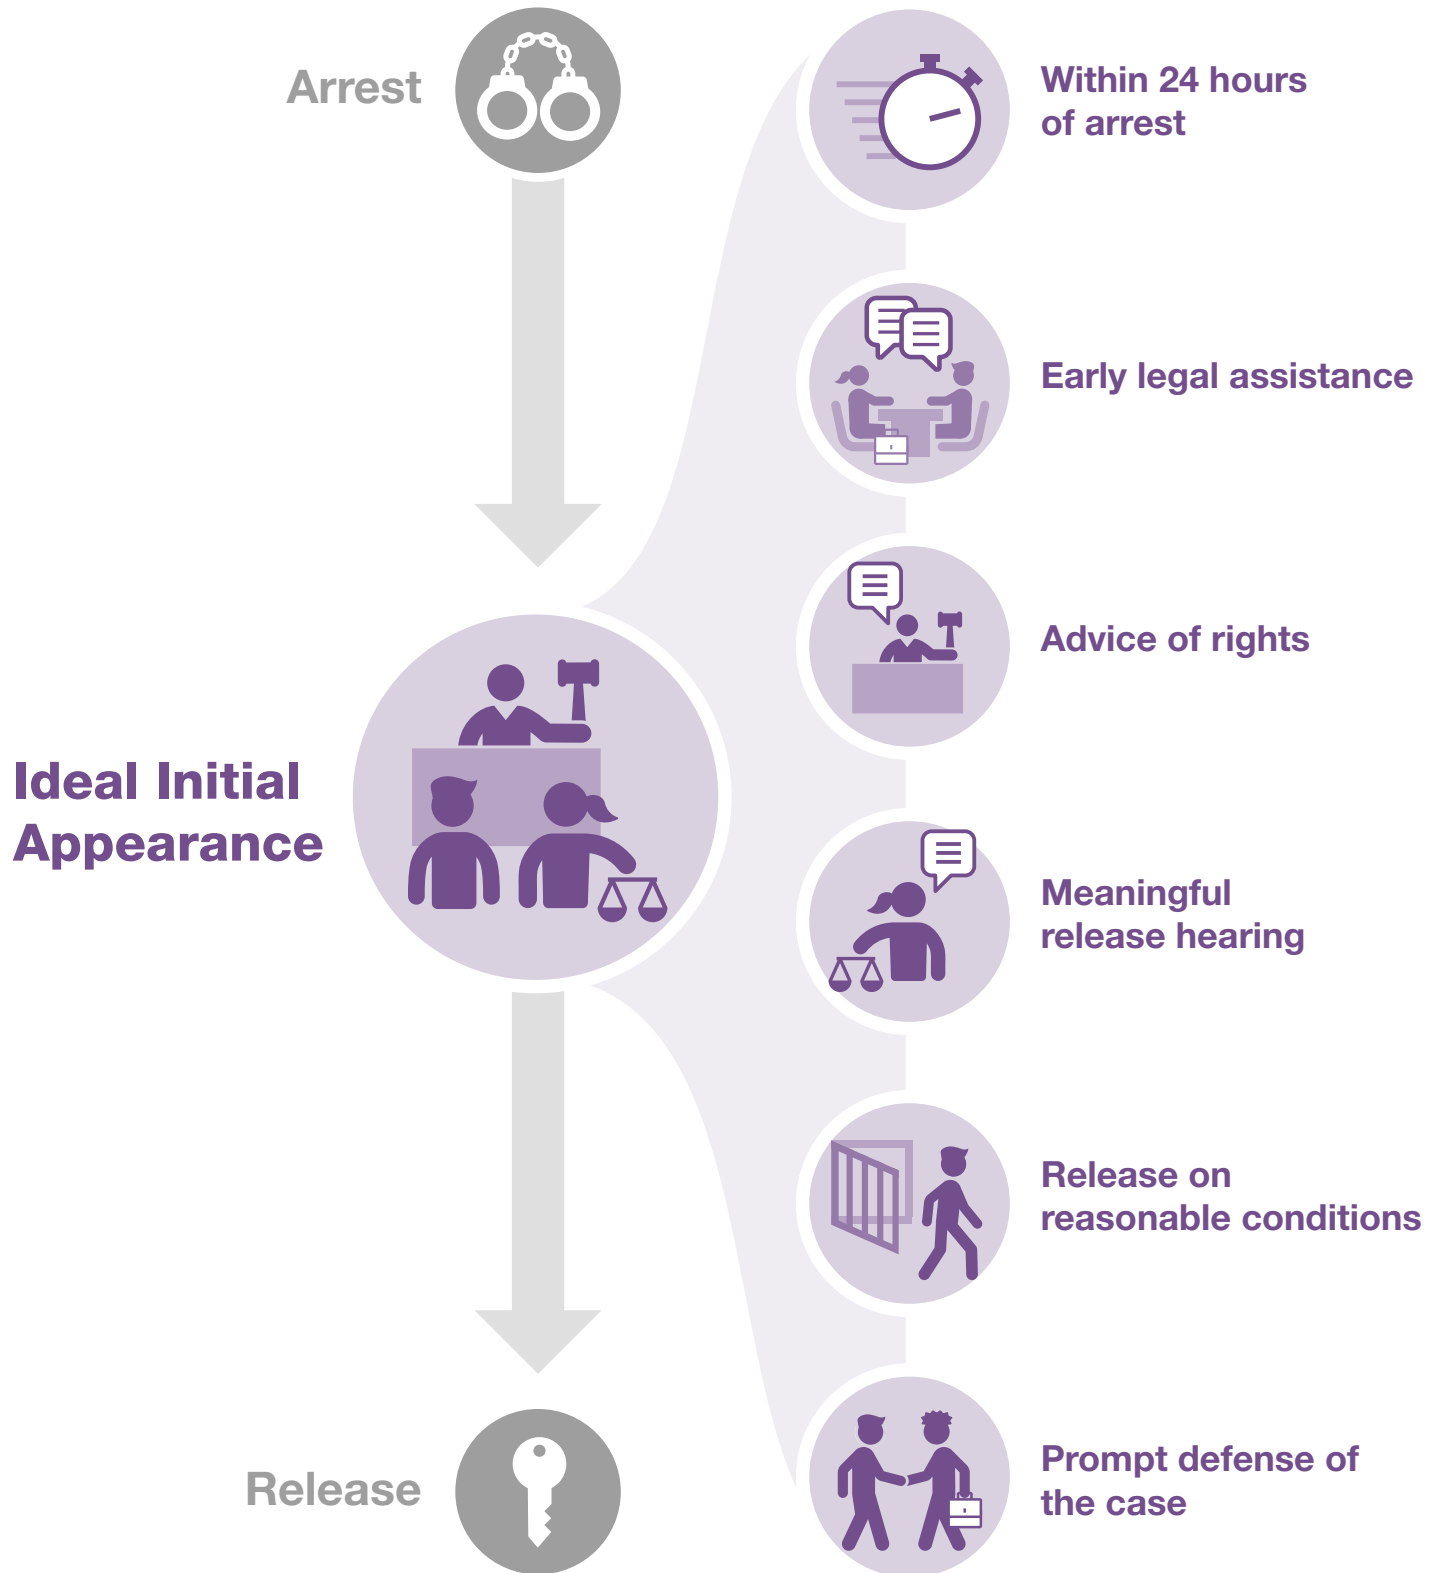 Arrest
Within 24 hours
of arrest
Early legal assistance
Advice of rights
Ideal Initial
Appearance
Meaningful
release hearing
Release on
reasonable conditions
Release
Prompt defense of
the case